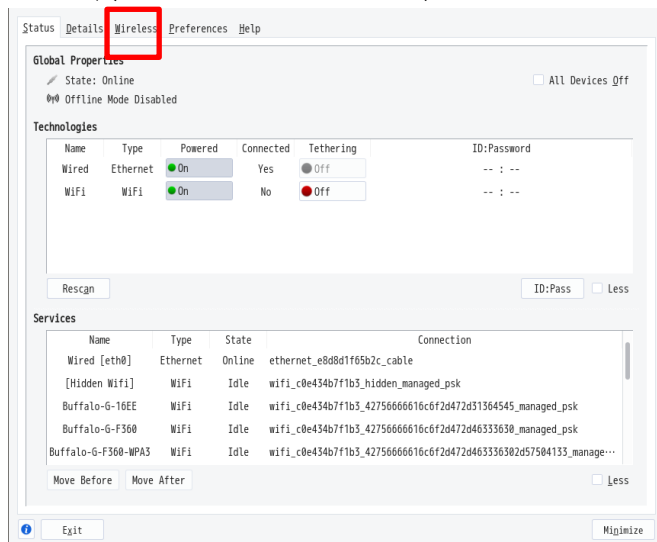 Status Details Wireless Preferences Help
Global Properties
State: Online
All Devices Off
Offline Mode Disabled
Technologies
Name Type Powered Connected Tethering ID:Password
Wired Ethernet On Yes Off -- : --
WiFi WiFi On No Off -- : --
Rescan ID:Pass Less
Services
Name Type State Connection
Wired [eth0] Ethernet Online ethernet_e8d8d1f65b2c_cable
[Hidden Wifi] WiFi Idle wifi_c0e434b7f1b3_hidden_managed_psk
Buffalo-G-16EE WiFi Idle wifi_c0e434b7f1b3_42756666616c6f2d472d31364545_managed_psk
Buffalo-G-F360 WiFi Idle wifi_c0e434b7f1b3_42756666616c6f2d472d46333630_managed_psk
Buffalo-G-F360-WPA3 WiFi Idle wifi_c0e434b7f1b3_42756666616c6f2d472d463336302d57504133_manage⋯
Move Before Move After Less
Exit Minimize